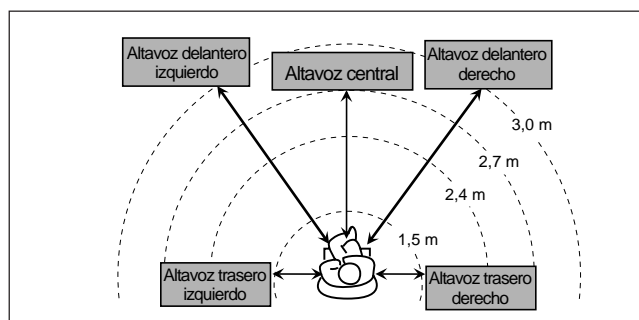 Altavoz delantero
izquierdo
Altavoz central
Altavoz delantero
derecho
3,0 m
2,7 m
2,4 m
1,5 m
Altavoz trasero
izquierdo
Altavoz trasero
derecho